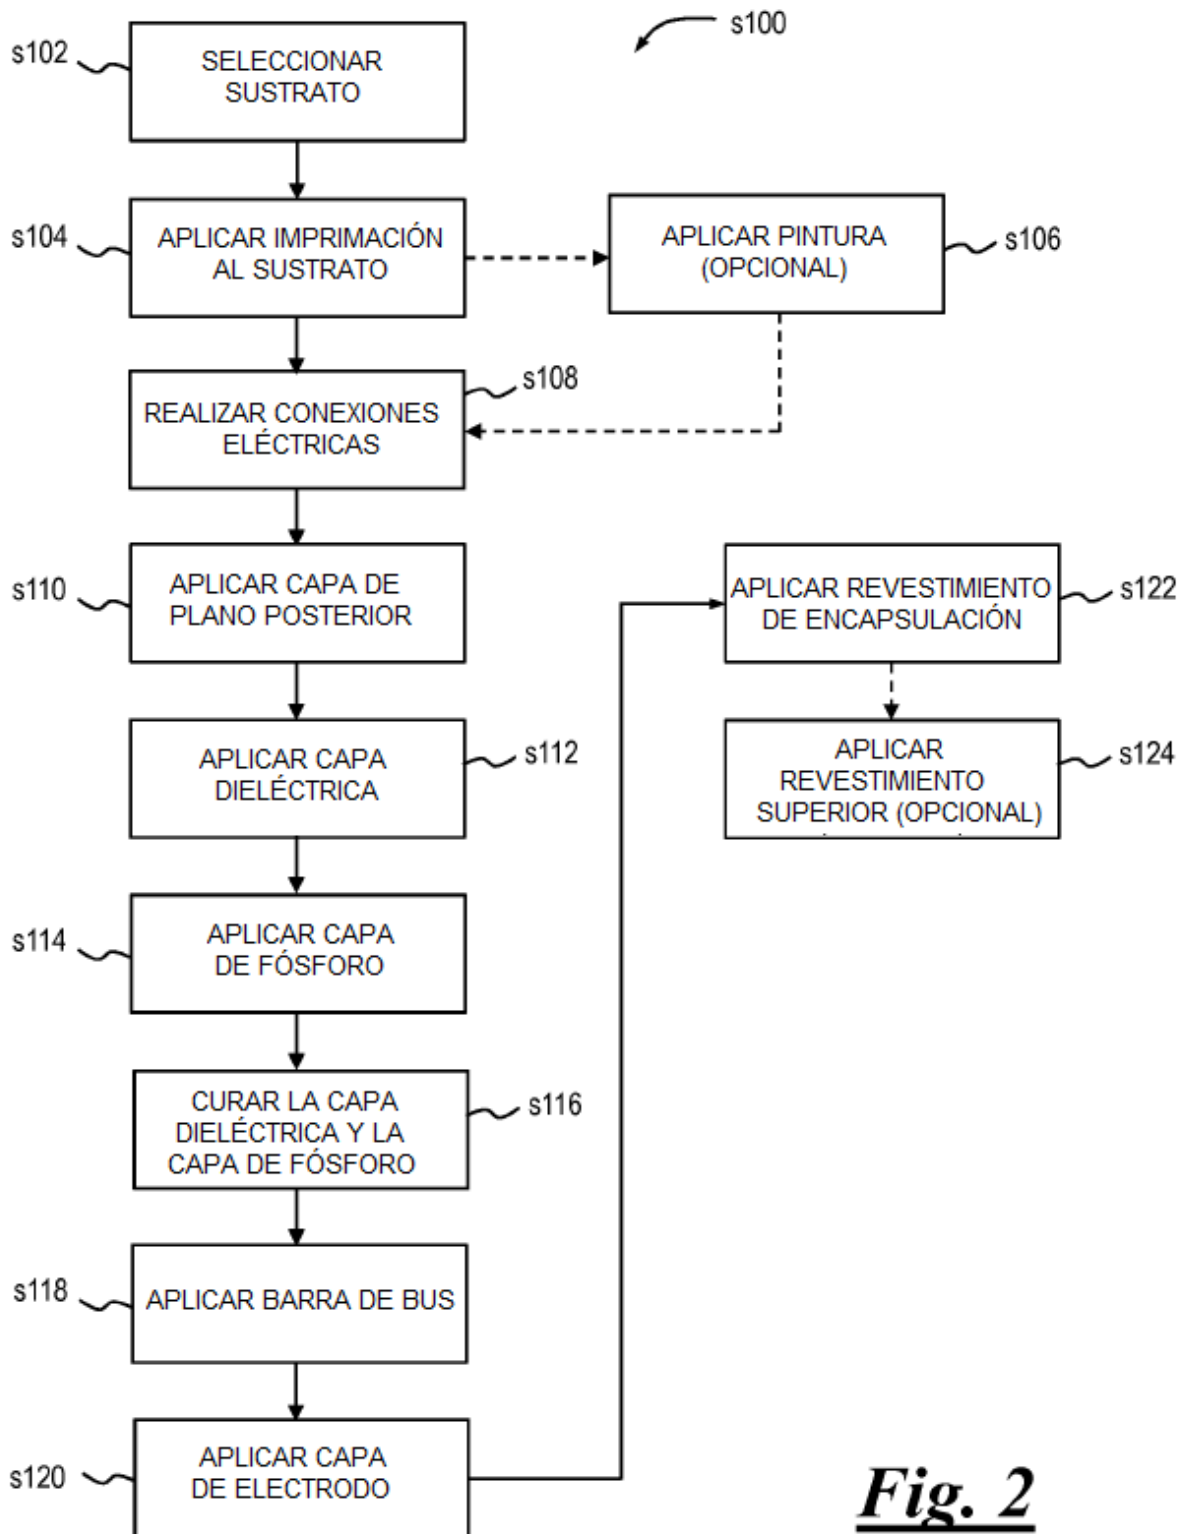 s100
s102
SELECCIONAR
SUSTRATO
s104
APLICAR IMPRIMACIÓN
AL SUSTRATO
APLICAR PINTURA
(OPCIONAL)
s106
s108
REALIZAR CONEXIONES
ELÉCTRICAS
s110
APLICAR CAPA DE
PLANO POSTERIOR
s112
APLICAR CAPA
DIELÉCTRICA
s114
APLICAR CAPA
DE FÓSFORO
s116
CURAR LA CAPA
DIELÉCTRICA Y LA
CAPA DE FÓSFORO
s118
APLICAR BARRA DE BUS
s120
APLICAR CAPA
DE ELECTRODO
APLICAR REVESTIMIENTO
DE ENCAPSULACIÓN
s122
APLICAR
REVESTIMIENTO
SUPERIOR (OPCIONAL)
s124
Fig. 2